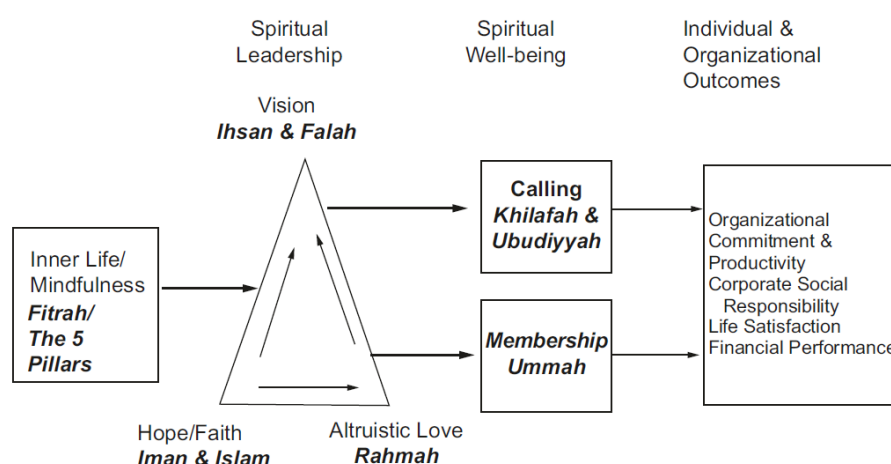 Spiritual
Leadership
Spiritual
Well-being
Individual &
Organizational
Outcomes
Vision
Ihsan & Falah
Inner Life/
Mindfulness
Fitrah/
The 5
Pillars
Calling
Khilafah &
Ubudiyyah
Membership
Ummah
Organizational
Commitment &
Productivity
Corporate Social
Responsibility
Life Satisfaction
Financial Performance
Hope/Faith
Iman & Islam
Altruistic Love
Rahmah